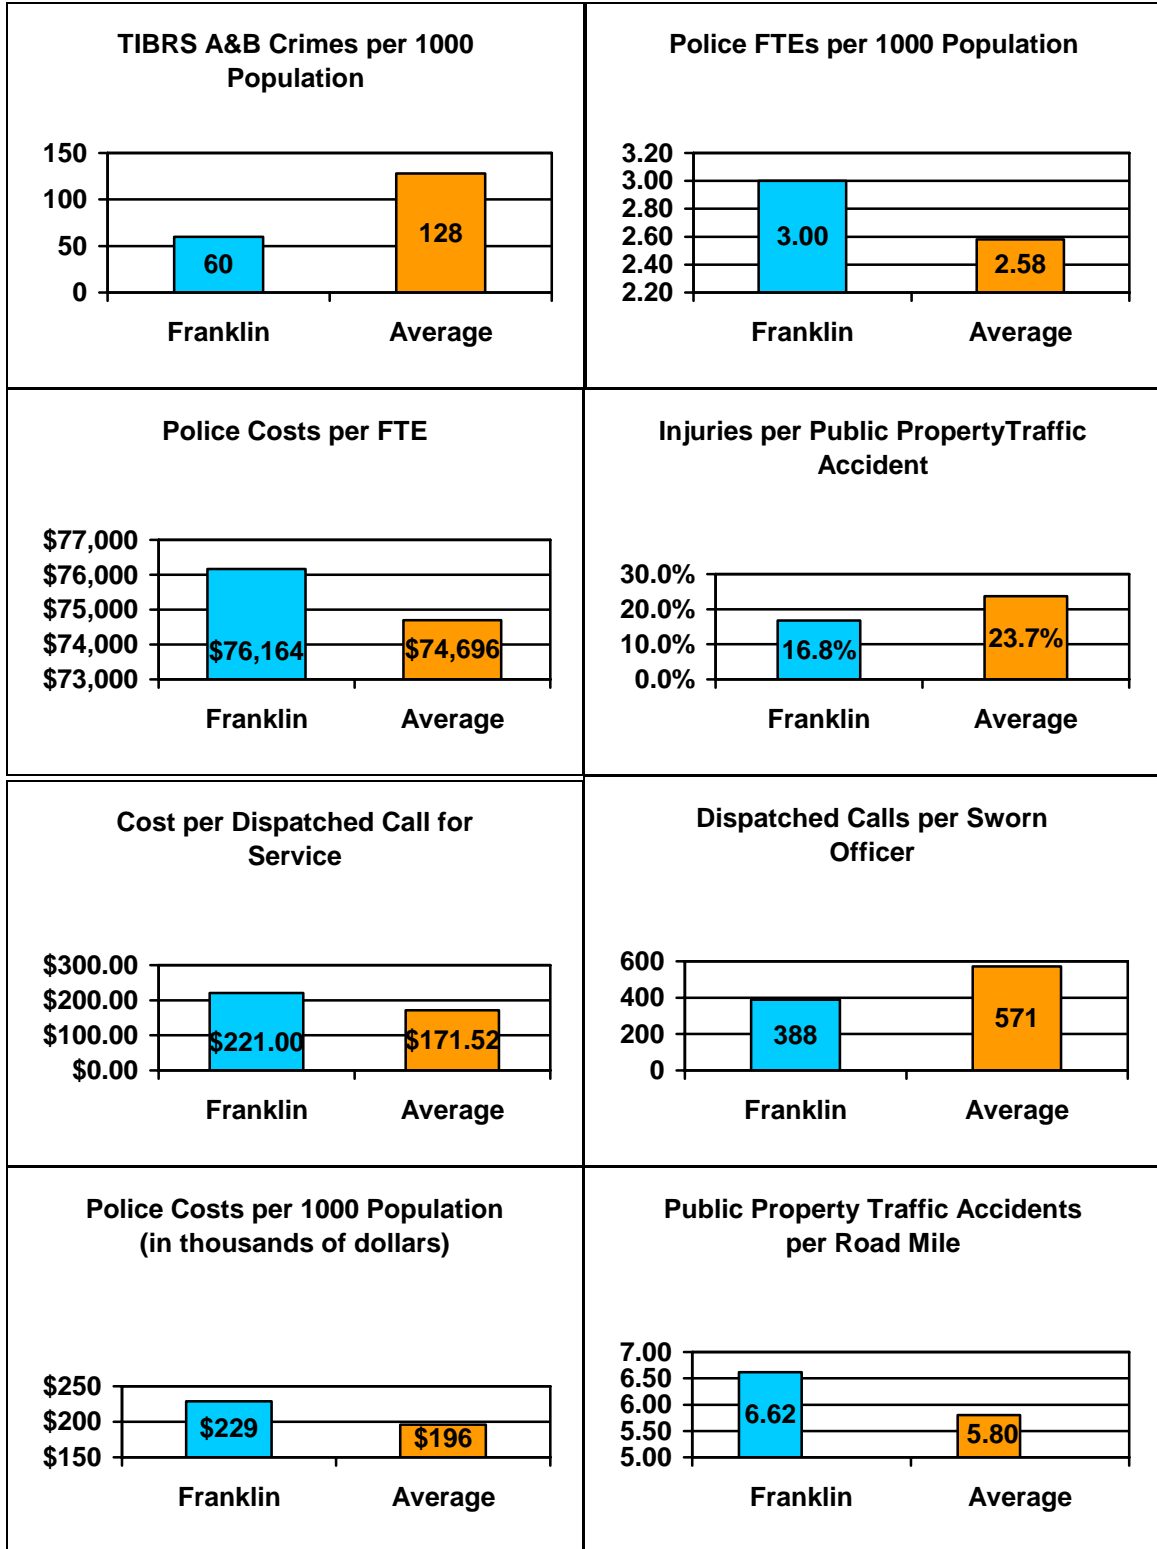 TIBRS A&B Crimes per 1000
Population
150
100
50
0
60
128
Franklin
Average
Police FTEs per 1000 Population
3.20
3.00
2.80
2.60
2.40
2.20
3.00
2.58
Franklin
Average
Police Costs per FTE
$77,000
$76,000
$75,000
$74,000
$73,000
$76,164
$74,696
Franklin
Average
Injuries per Public PropertyTraffic
Accident
30.0%
20.0%
10.0%
0.0%
16.8%
23.7%
Franklin
Average
Cost per Dispatched Call for
Service
$300.00
$200.00
$100.00
$0.00
$221.00
$171.52
Franklin
Average
Dispatched Calls per Sworn
Officer
600
400
200
0
388
571
Franklin
Average
Police Costs per 1000 Population
(in thousands of dollars)
$250
$200
$150
$229
$196
Franklin
Average
Public Property Traffic Accidents
per Road Mile
7.00
6.50
6.00
5.50
5.00
6.62
5.80
Franklin
Average